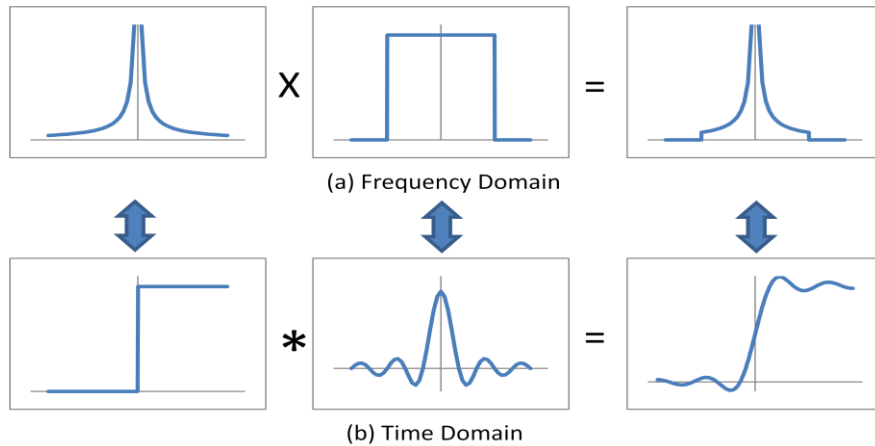 X =
(a) Frequency Domain
* =
(b) Time Domain